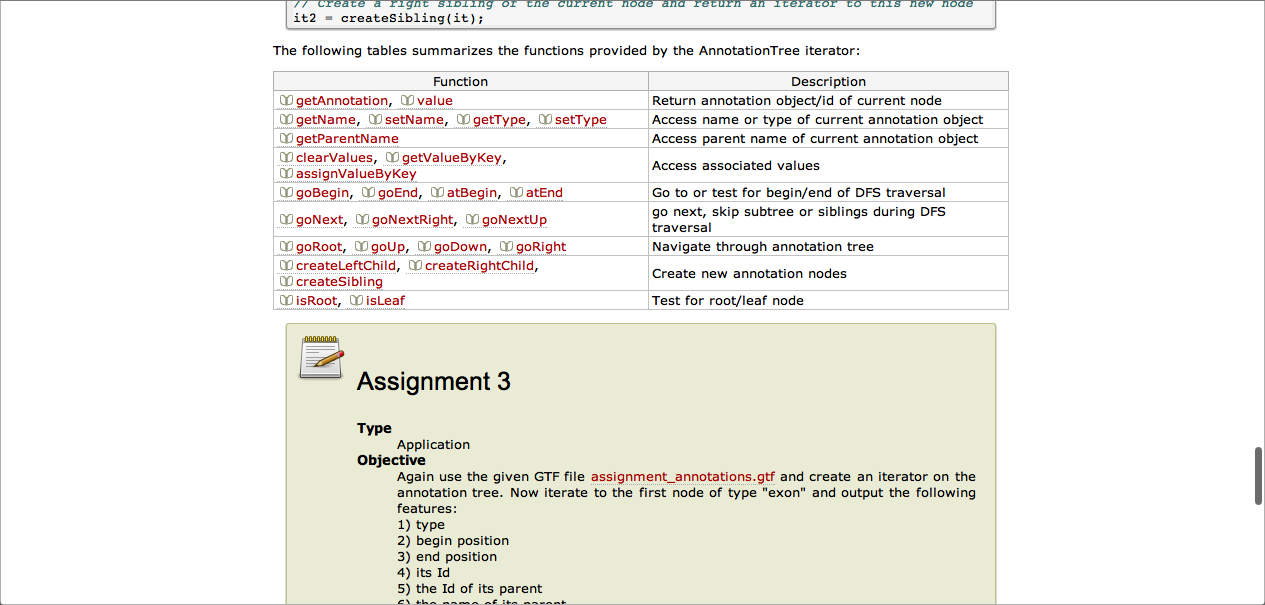 // Create a right sibling of the current node and return an iterator to this new node
it2 = createSibling(it);
The following tables summarizes the functions provided by the AnnotationTree iterator:
Function Description
getAnnotation, value Return annotation object/id of current node
getName, setName, getType, setType Access name or type of current annotation object
getParentName Access parent name of current annotation object
clearValues, getValueByKey,
assignValueByKey Access associated values
goBegin, goEnd, atBegin, atEnd Go to or test for begin/end of DFS traversal
goNext, goNextRight, goNextUp go next, skip subtree or siblings during DFS
traversal
goRoot, goUp, goDown, goRight Navigate through annotation tree
createLeftChild, createRightChild,
createSibling Create new annotation nodes
isRoot, isLeaf Test for root/leaf node
Assignment 3
Type
Application
Objective
Again use the given GTF file assignment_annotations.gtf and create an iterator on the
annotation tree. Now iterate to the first node of type "exon" and output the following
features:
1) type
2) begin position
3) end position
4) its Id
5) the Id of its parent
6) the name of its parent